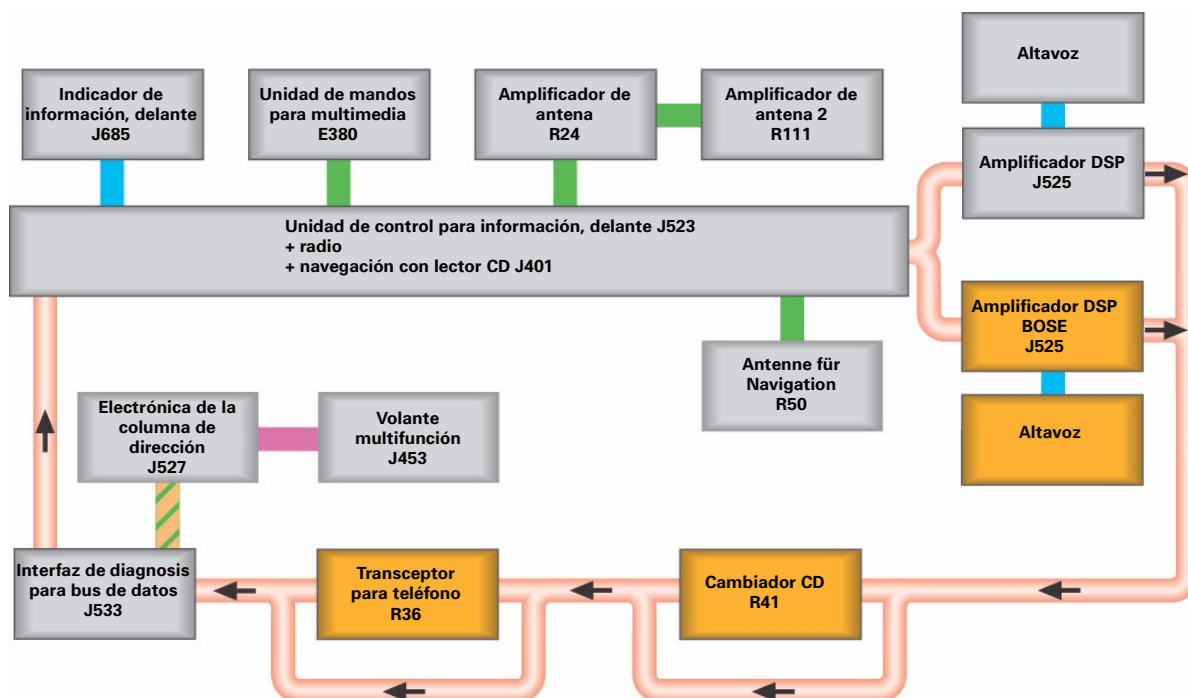 Indicador de
información, delante
J685
Unidad de mandos
para multimedia
E380
Amplificador de
antena
R24
Amplificador de
antena 2
R111
Altavoz
Amplificador DSP
J525
Unidad de control para información, delante J523
+ radio
+ navegación con lector CD J401
Amplificador DSP
BOSE
J525
Altavoz
Antenne für
Navigation
R50
Electrónica de la
columna de
dirección
J527
Volante
multifunción
J453
Interfaz de diagnosis
para bus de datos
J533
Transceptor
para teléfono
R36
Cambiador CD
R41